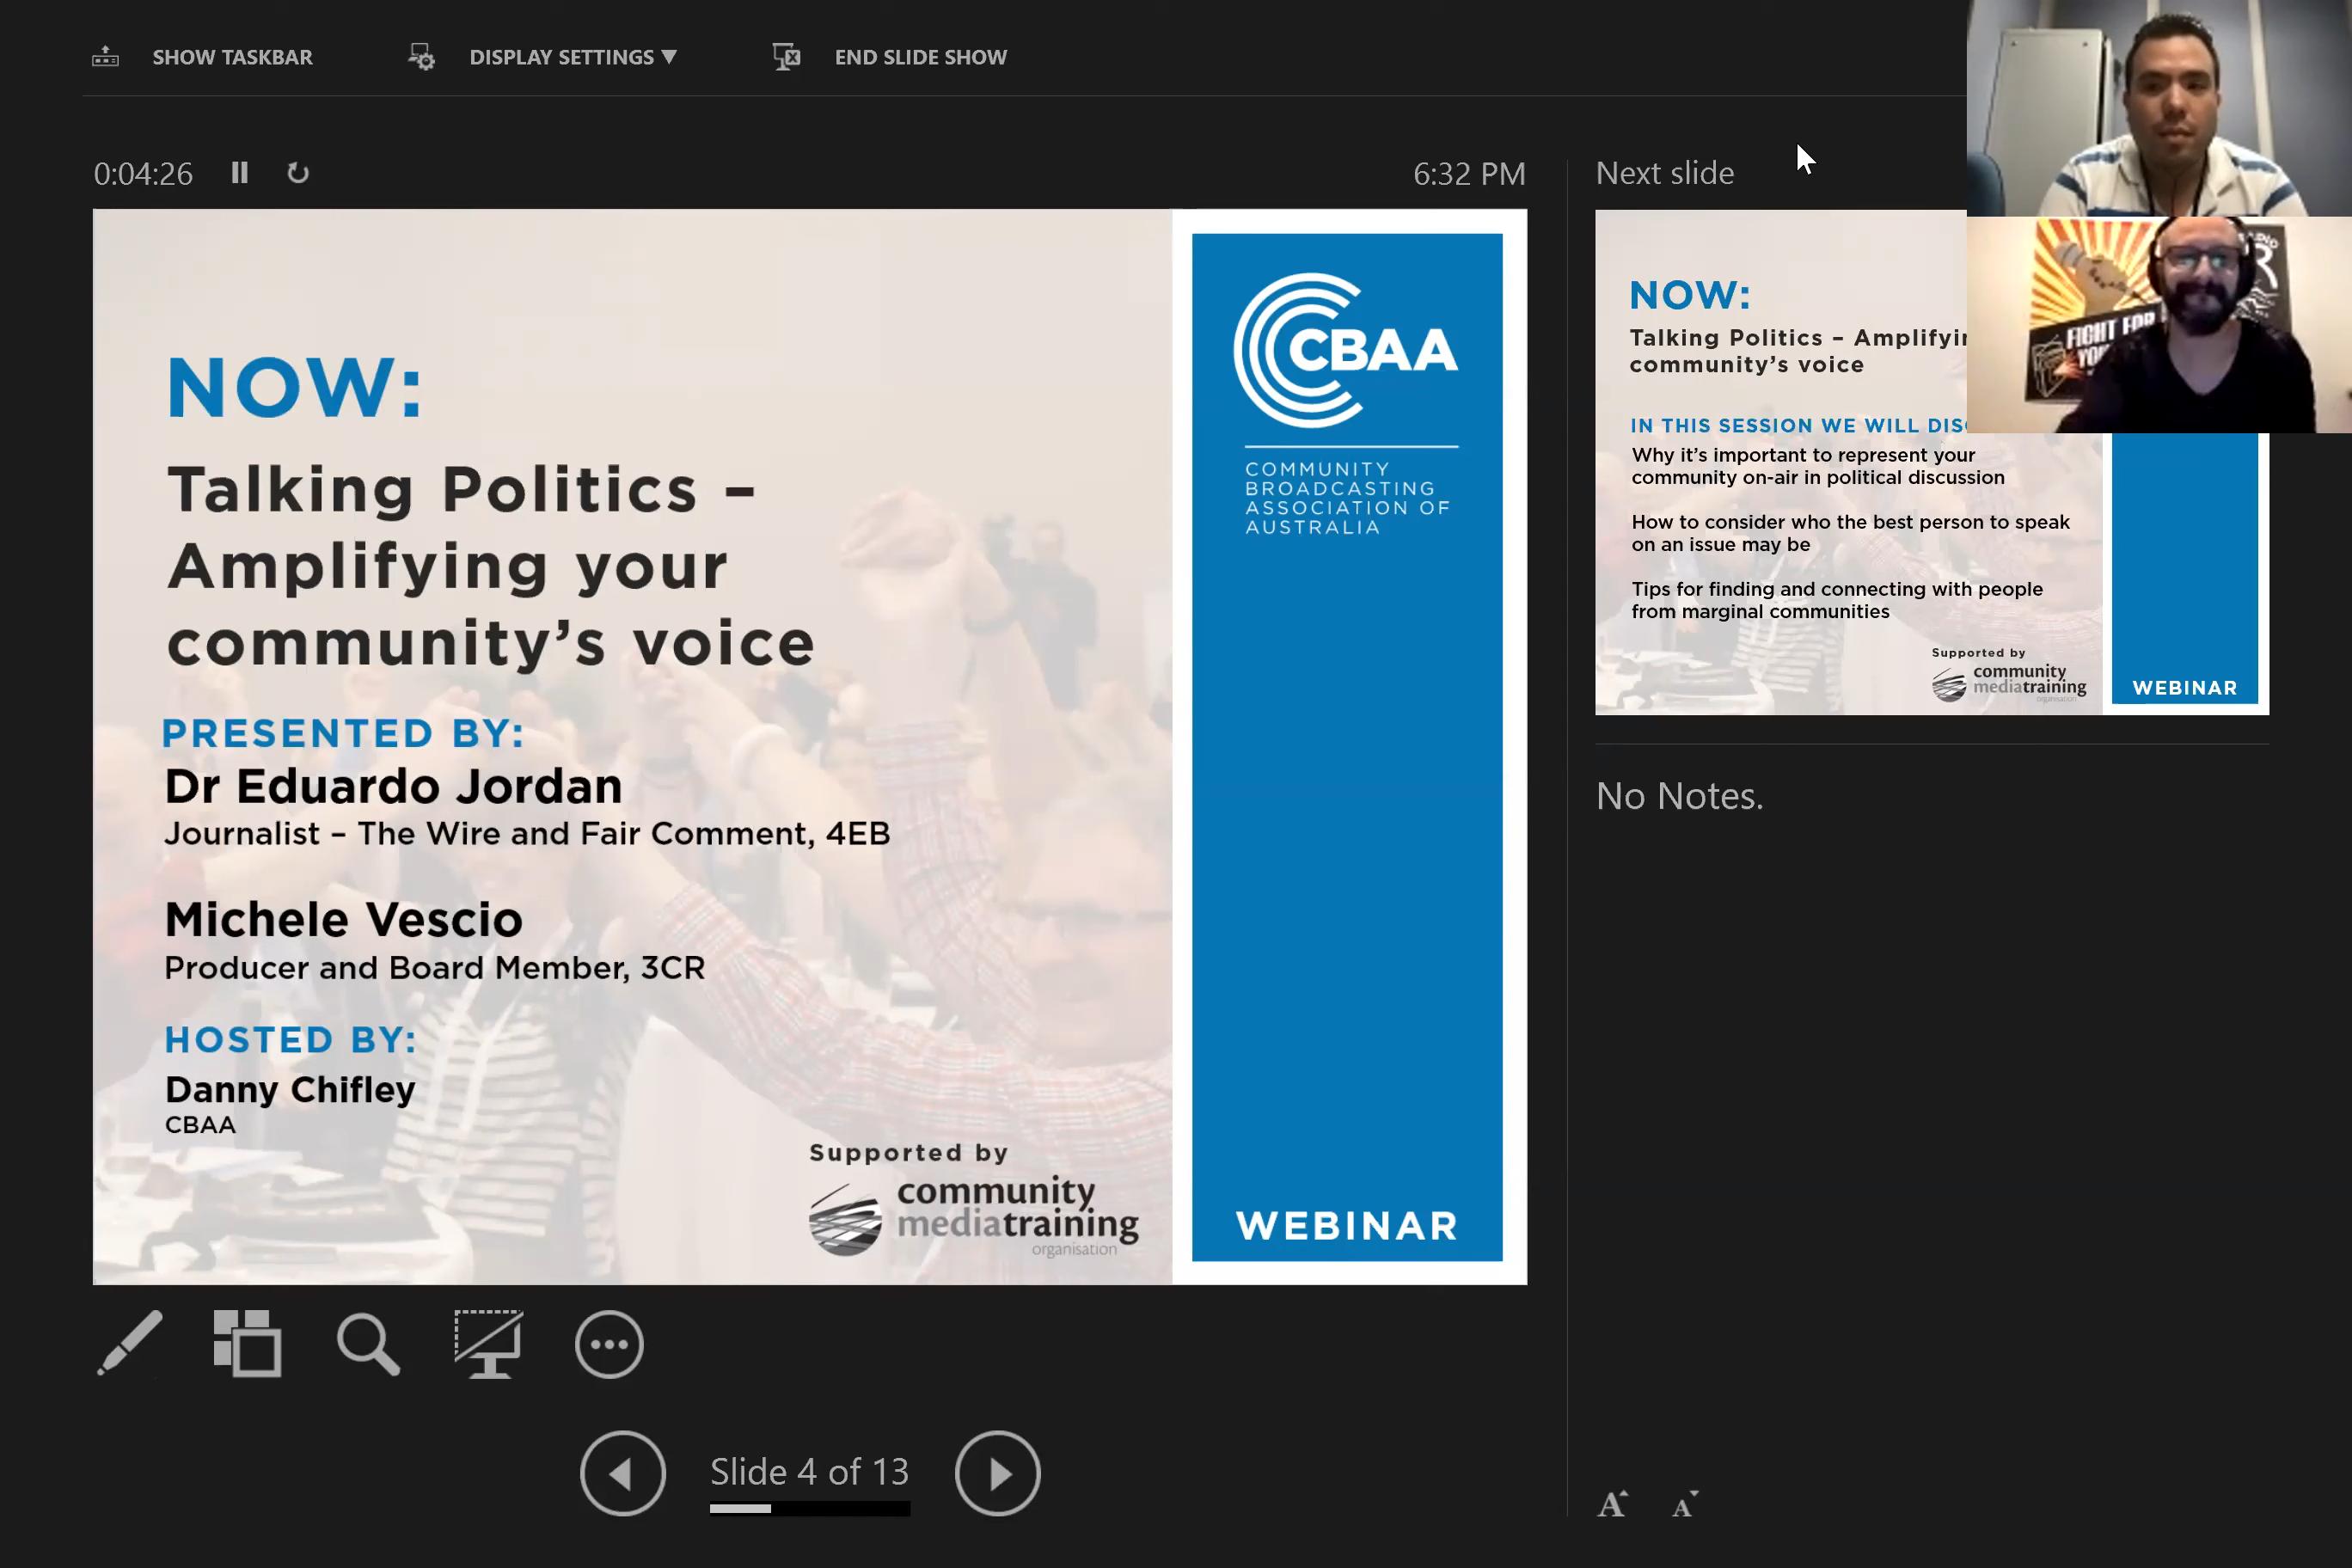 SHOW TASKBAR
DISPLAY SETTINGS ▼
END SLIDE SHOW
0:04:26
6:32 PM
NOW:
Talking Politics –
Amplifying your
community’s voice
PRESENTED BY:
Dr Eduardo Jordan
Journalist – The Wire and Fair Comment, 4EB
Michele Vescio
Producer and Board Member, 3CR
HOSTED BY:
Danny Chifley
CBAA
Supported by
community
mediatraining
organisation
CBAA
COMMUNITY
BROADCASTING
ASSOCIATION OF
AUSTRALIA
WEBINAR
Slide 4 of 13
Next slide
NOW:
Talking Politics –
community’s voice
IN THIS SESSION WE WILL
Why it’s important to represent your
community on-air in political discussion
How to consider who the best person to speak
on an issue may be
Tips for finding and connecting with people
from marginal communities
Supported by
community
mediatraining
organisation
WEBINAR
FIGHT FOR
No Notes.
A
A